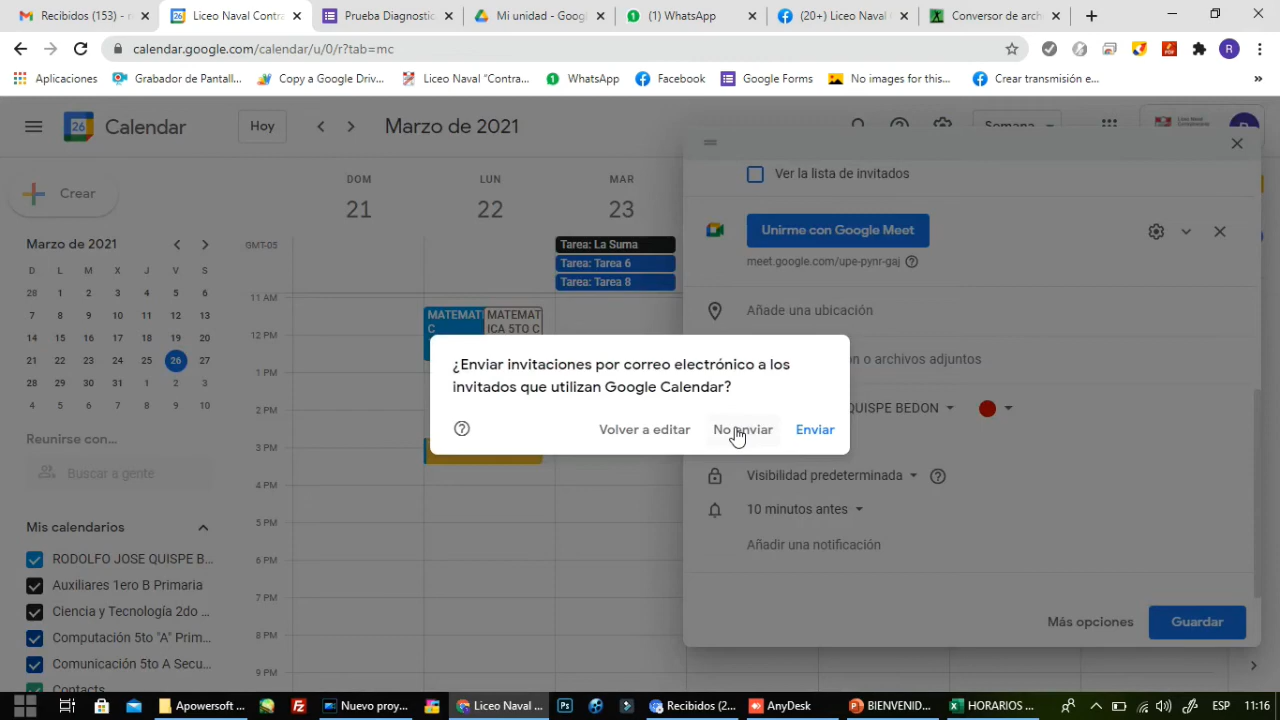 Recibidos (153) - r
Liceo Naval Contra
Prueba Diagnostic
Mi unidad - Goog
(1) WhatsApp
(20+) Liceo Naval
Conversor de arch
calendar.google.com/calendar/u/0/r?tab=mc
R
Aplicaciones
Grabador de Pantall...
Copy a Google Driv...
Liceo Naval "Contra...
WhatsApp
Facebook
Google Forms
No images for this...
Crear transmisión e...
»
26
Calendar
Hoy
Marzo de 2021
Semana
Crear
Marzo de 2021
D L M X J V S
28 1 2 3 4 5 6
7 8 9 10 11 12 13
14 15 16 17 18 19 20
21 22 23 24 25 26 27
28 29 30 31 1 2 3
4 5 6 7 8 9 10
Reunirse con...
Buscar a gente
Mis calendarios
RODOLFO JOSE QUISPE B...
Auxiliares 1ero B Primaria
Ciencia y Tecnología 2do ...
Computación 5to "A" Prim...
Comunicación 5to A Secu...
Contacts
DOM
21
LUN
22
MAR
23
GMT-05
Tarea: La Suma
Tarea: Tarea 6
Tarea: Tarea 8
11 AM
12 PM
1 PM
2 PM
3 PM
4 PM
5 PM
6 PM
7 PM
8 PM
9 PM
MATEMATI
C
MATEMAT
ICA 5TO C
Ver la lista de invitados
Unirme con Google Meet
meet.google.com/upe-pynr-gaj
Añade una ubicación
o archivos adjuntos
QUISPE BEDON
Visibilidad predeterminada
10 minutos antes
Añadir una notificación
Más opciones
Guardar
¿Enviar invitaciones por correo electrónico a los
invitados que utilizan Google Calendar?
Volver a editar
No enviar
Enviar
Apowersoft ...
Nuevo proy...
Liceo Naval ...
Recibidos (2...
AnyDesk
BIENVENID...
HORARIOS ...
ESP
11:16